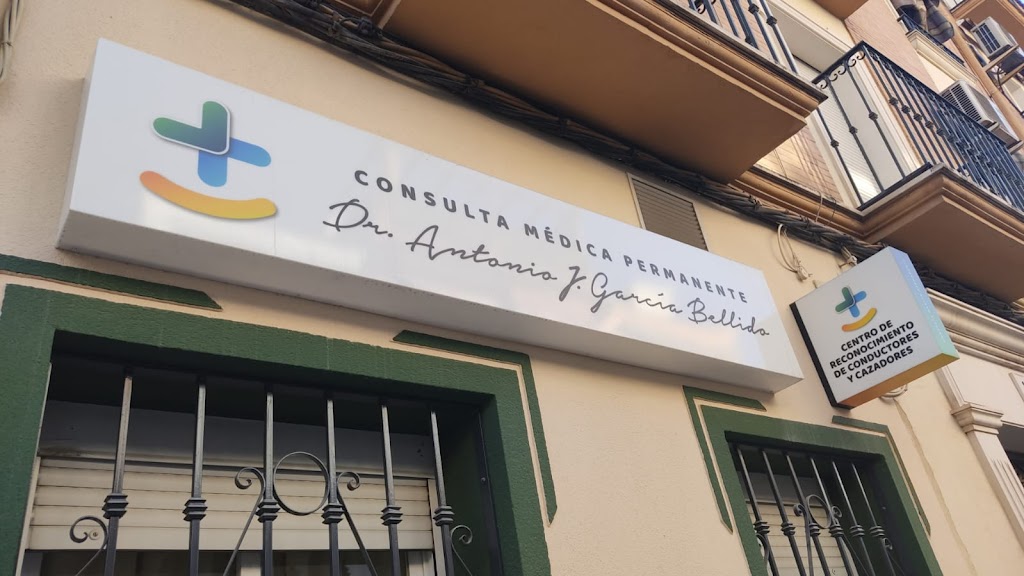 CONSULTA MÉDICA PERMANENTE
Dr. Antonio J. García Bellido
CENTRO DE
RECONOCIMIENTO
DE CONDUCTORES
Y CAZADORES